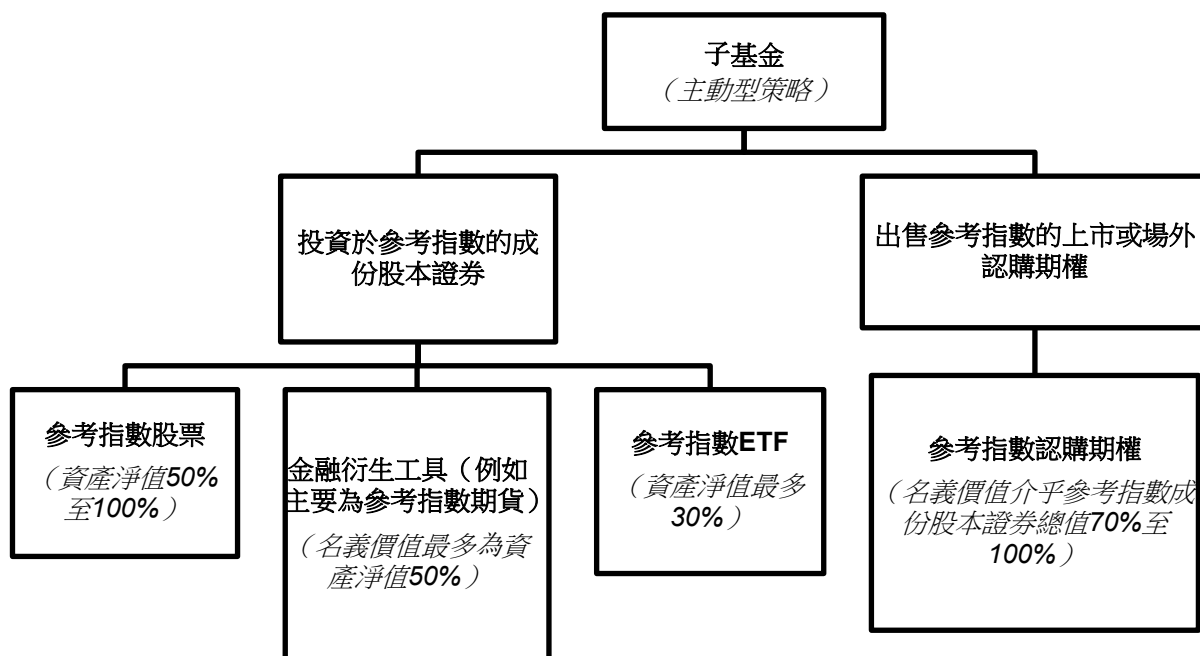 子基金
（主動型策略）
投資於參考指數的成
份股本證券
出售參考指數的上市或場外
認購期權
參考指數股票
（資產淨值50%
至100%）
金融衍生工具（例如
主要為參考指數期貨）
（名義價值最多為資
產淨值50%）
參考指數ETF
（資產淨值最多
30%）
參考指數認購期權
（名義價值介乎參考指數成
份股本證券總值70%至
100%）